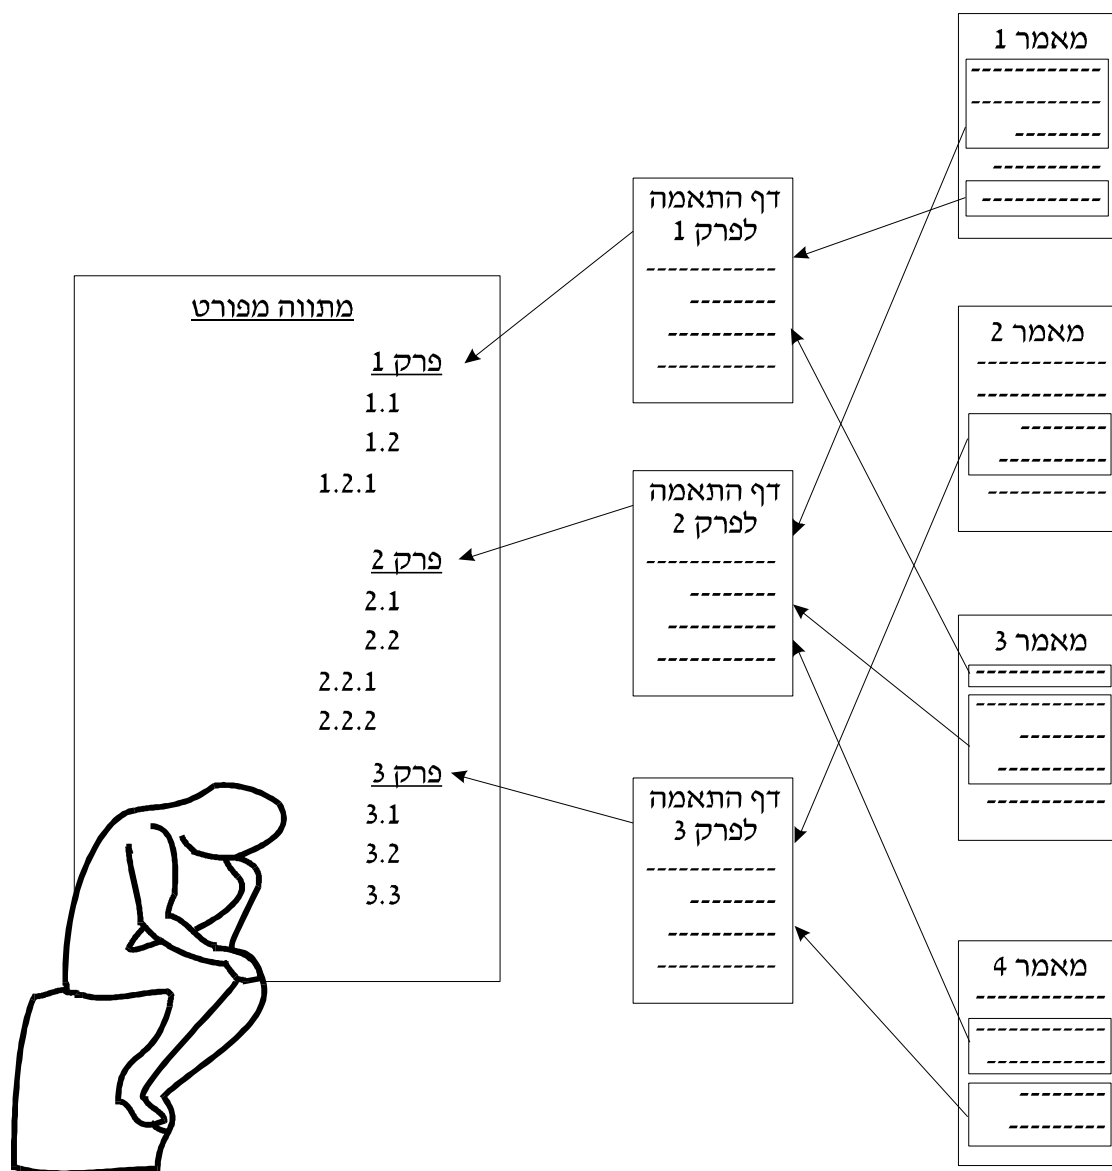 מאמר 1
מאמר 2
מאמר 3
מאמר 4
דף התאמה
לפרק 1
דף התאמה
לפרק 2
דף התאמה
לפרק 3
מתווה מפורט
פרק 1
1.1
1.2
1.2.1
פרק 2
2.1
2.2
2.2.1
2.2.2
פרק 3
3.1
3.2
3.3